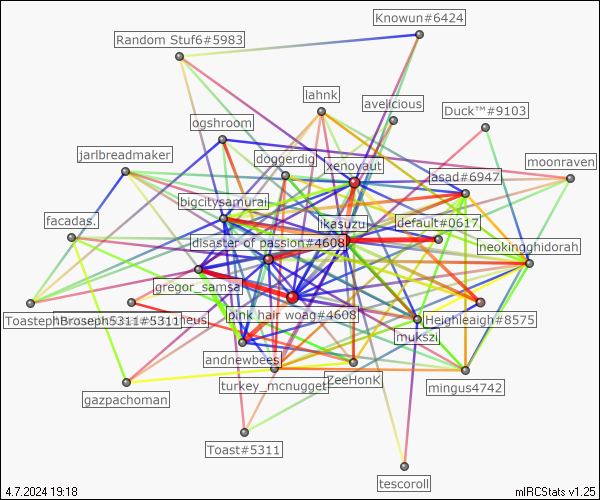 Knowun#6424
Random Stuf6#5983
lahnk
avelicious
Duck™#9103
ogshroom
jarlbreadmaker
doggerdig
xenovaut
moonraven
asad#6947
bigcitysamurai
facadas.
ikasuzu
default#0617
disaster of passion#4608
neokingghidorah
gregor_samsa
pink hair woag#4608
ToastephBroseph5311#5311
heus
Heighleigh#8575
mukszi
andnewbees
turkey_mcnugget
ZeeHonK
mingus4742
gazpachoman
Toast#5311
tescoroll
4.7.2024 19:18
mIRCStats v1.25